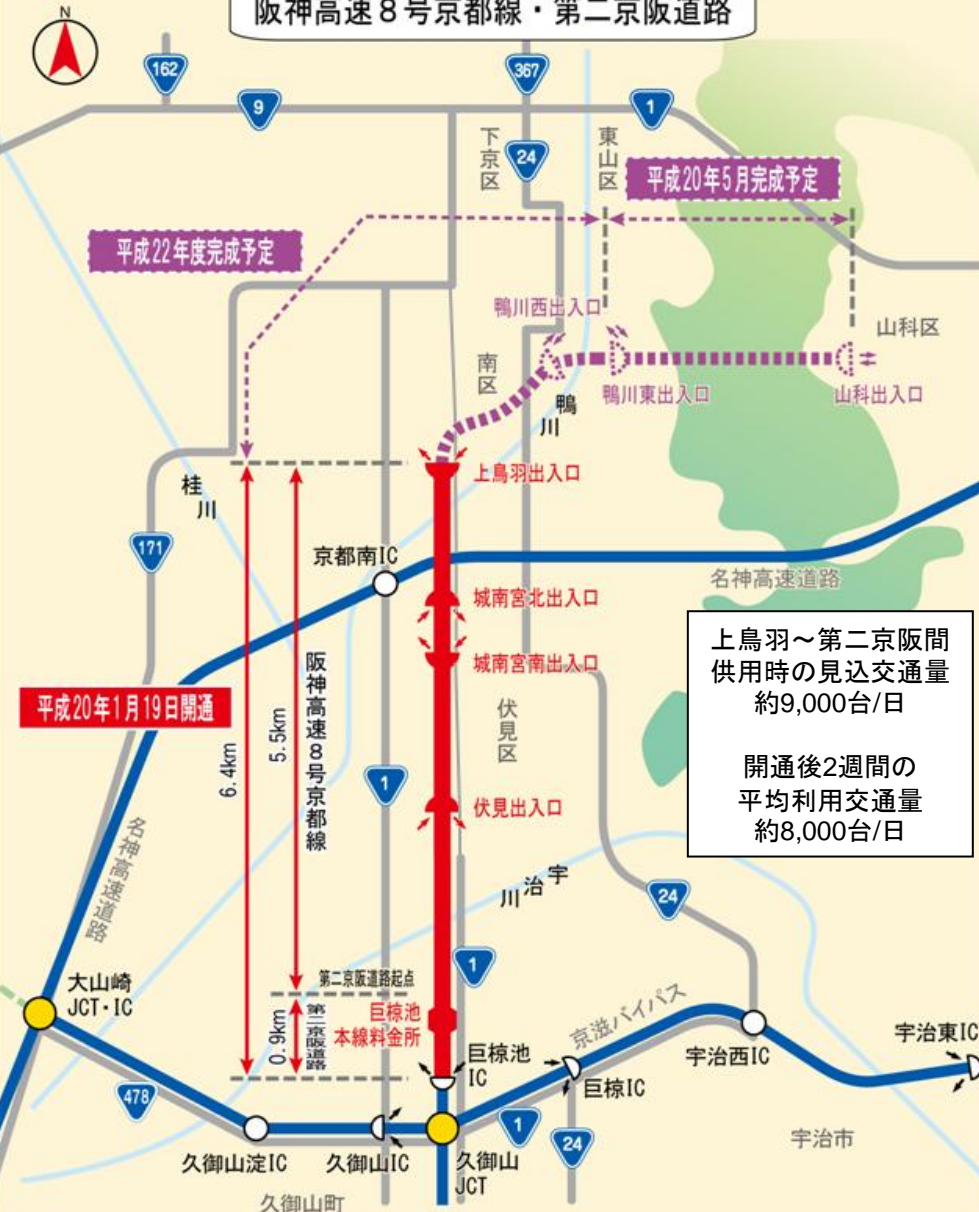 阪神高速8号京都線・第二京阪道路
N
162
367
9
1
下京区
24
東山区
平成20年5月完成予定
平成22年度完成予定
鴨川西出入口
山科区
南区
鴨川東出入口
山科出入口
鴨川
上鳥羽出入口
桂川
171
京都南IC
名神高速道路
城南宮北出入口
上鳥羽～第二京阪間
供用時の見込交通量
約9,000台/日
開通後2週間の
平均利用交通量
約8,000台/日
城南宮南出入口
平成20年1月19日開通
阪神高速8号京都線
6.4km
5.5km
伏見区
1
伏見出入口
名神高速道路
宇治川
24
1
大山崎
JCT・IC
第二京阪道路起点
0.9km
第二京阪道路
巨椋池
本線料金所
巨椋池
IC
京滋バイパス
宇治西IC
宇治東IC
巨椋IC
478
1
24
宇治市
久御山淀IC
久御山IC
久御山
JCT
久御山町